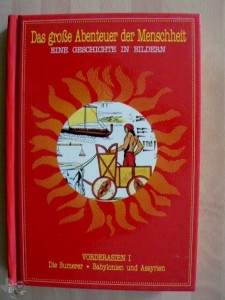 Das große Abenteuer der Menschheit
EINE GESCHICHTE IN BILDERN
VORDERASIEN I
Die Sumerer • Babylonien und Assyrien